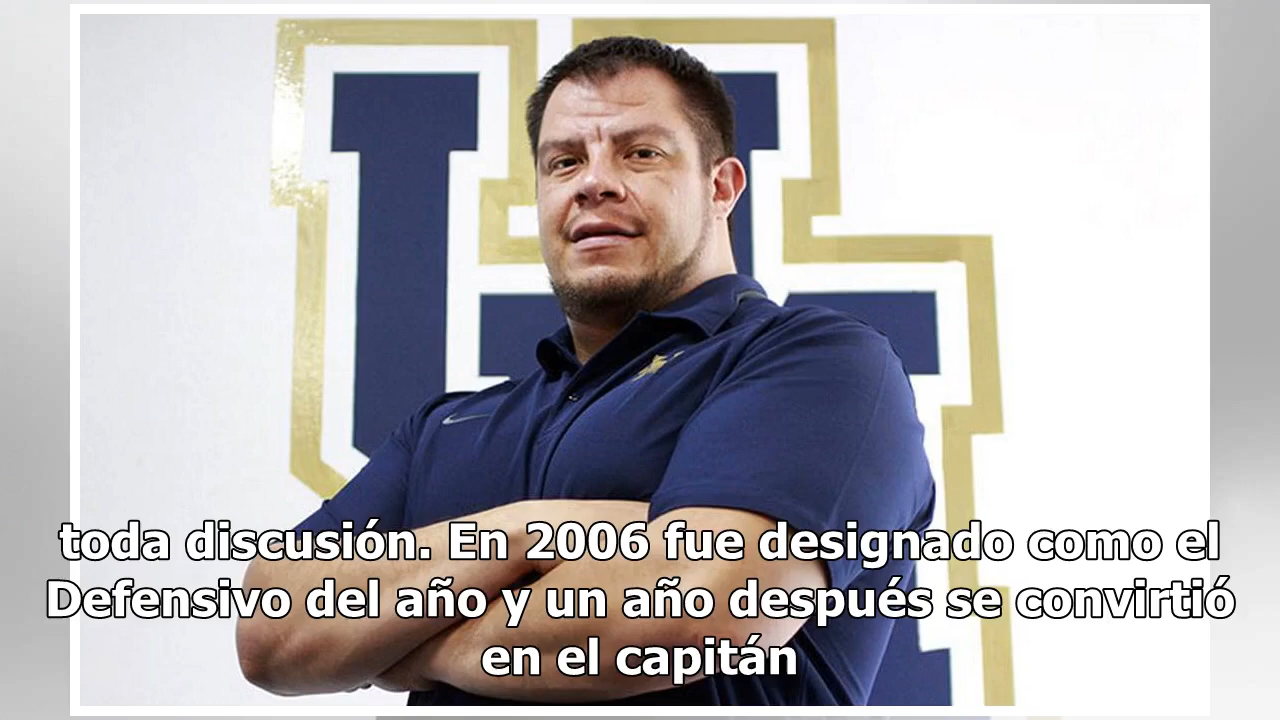 toda discusión. En 2006 fue designado como el
Defensivo del año y un año después se convirtió
en el capitán